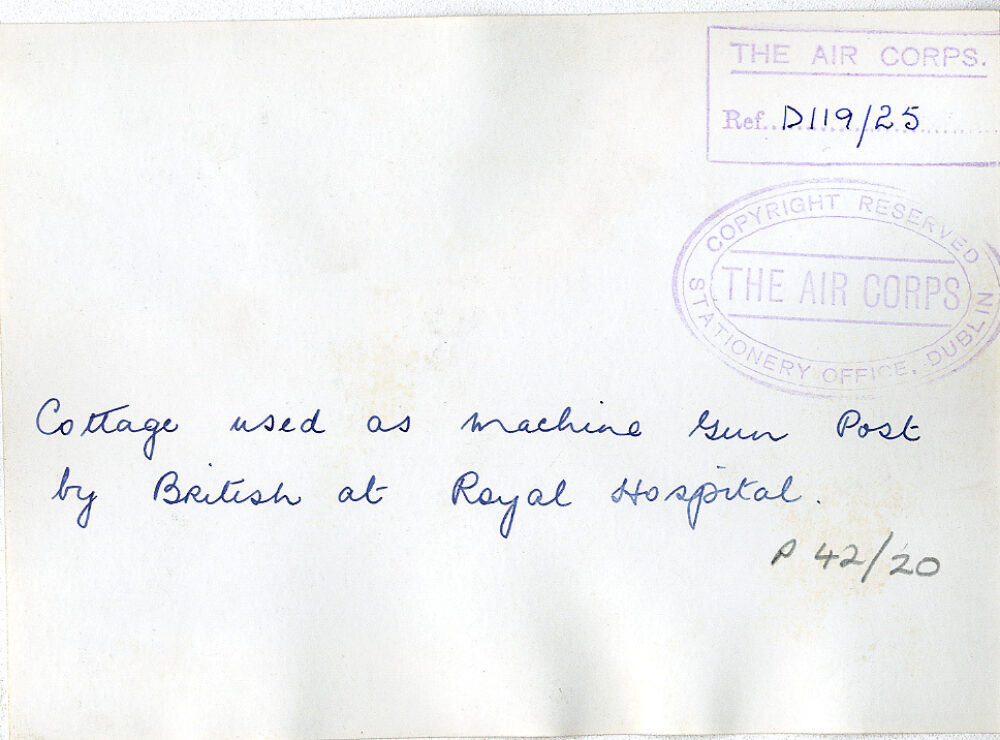 THE AIR CORPS.
Ref. D119/25
COPYRIGHT RESERVED
THE AIR CORPS
STATIONERY OFFICE, DUBLIN
Cottage used as machine Gun Post
by British at Royal Hospital.
P 42/20